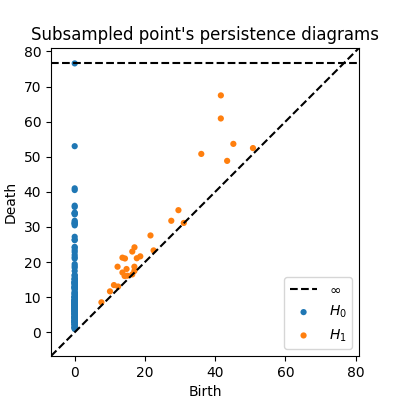 Subsampled point's persistence diagrams
Death
80
70
60
50
40
30
20
10
0
∞
H₀
H₁
0 20 40 60 80
Birth